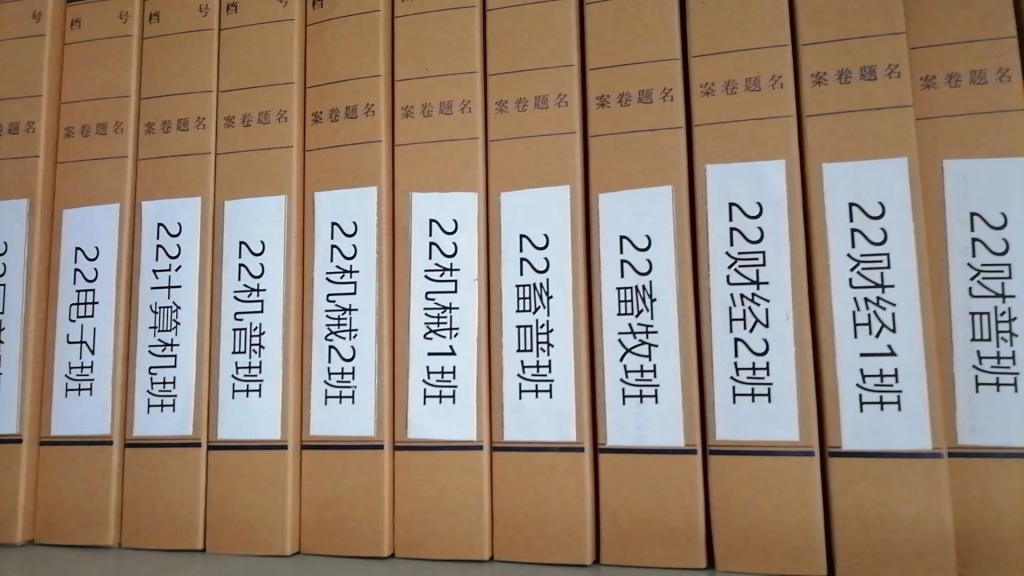 号
档 号
档 号
档 号
档
案卷题名
案卷题名
案卷题名
案卷题名
案卷题名
案卷题名
案卷题名
案卷题名
案卷题名
案卷题名
题名
22电子班
22计算机班
22机普班
22机械2班
22机械1班
22畜普班
22畜牧班
22财经2班
22财经1班
22财普班